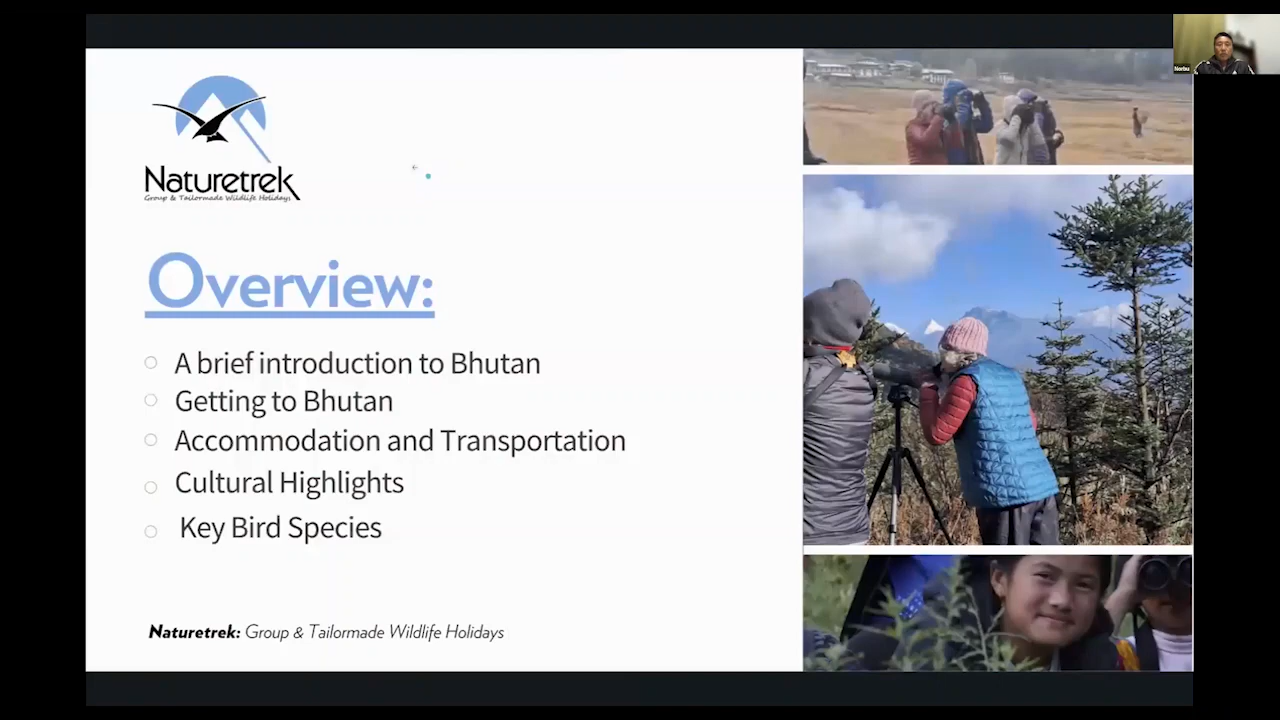 Naturetrek
Group & Tailormade Wildlife Holidays
Overview:
A brief introduction to Bhutan
Getting to Bhutan
Accommodation and Transportation
Cultural Highlights
Key Bird Species
Naturetrek: Group & Tailormade Wildlife Holidays
Norbu